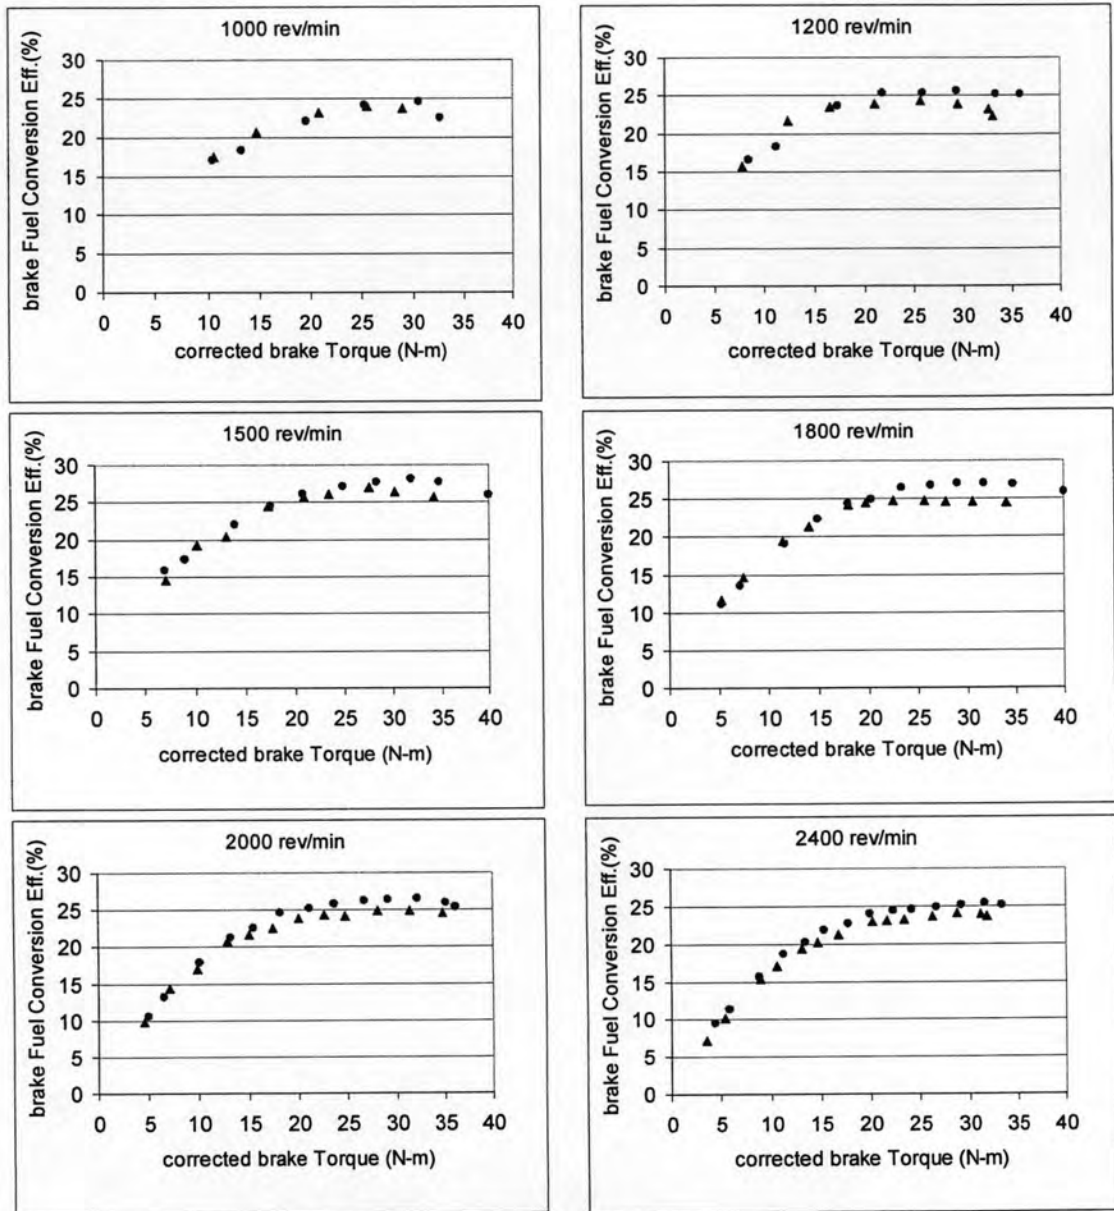 1000 rev/min
brake Fuel Conversion Eff.(%)
30
25
20
15
10
5
0
0 5 10 15 20 25 30 35 40
corrected brake Torque (N-m)
1200 rev/min
brake Fuel Conversion Eff.(%)
30
25
20
15
10
5
0
0 5 10 15 20 25 30 35 40
corrected brake Torque (N-m)
1500 rev/min
brake Fuel Conversion Eff.(%)
30
25
20
15
10
5
0
0 5 10 15 20 25 30 35 40
corrected brake Torque (N-m)
1800 rev/min
brake Fuel Conversion Eff.(%)
30
25
20
15
10
5
0
0 5 10 15 20 25 30 35 40
corrected brake Torque (N-m)
2000 rev/min
brake Fuel Conversion Eff.(%)
30
25
20
15
10
5
0
0 5 10 15 20 25 30 35 40
corrected brake Torque (N-m)
2400 rev/min
brake Fuel Conversion Eff.(%)
30
25
20
15
10
5
0
0 5 10 15 20 25 30 35 40
corrected brake Torque (N-m)